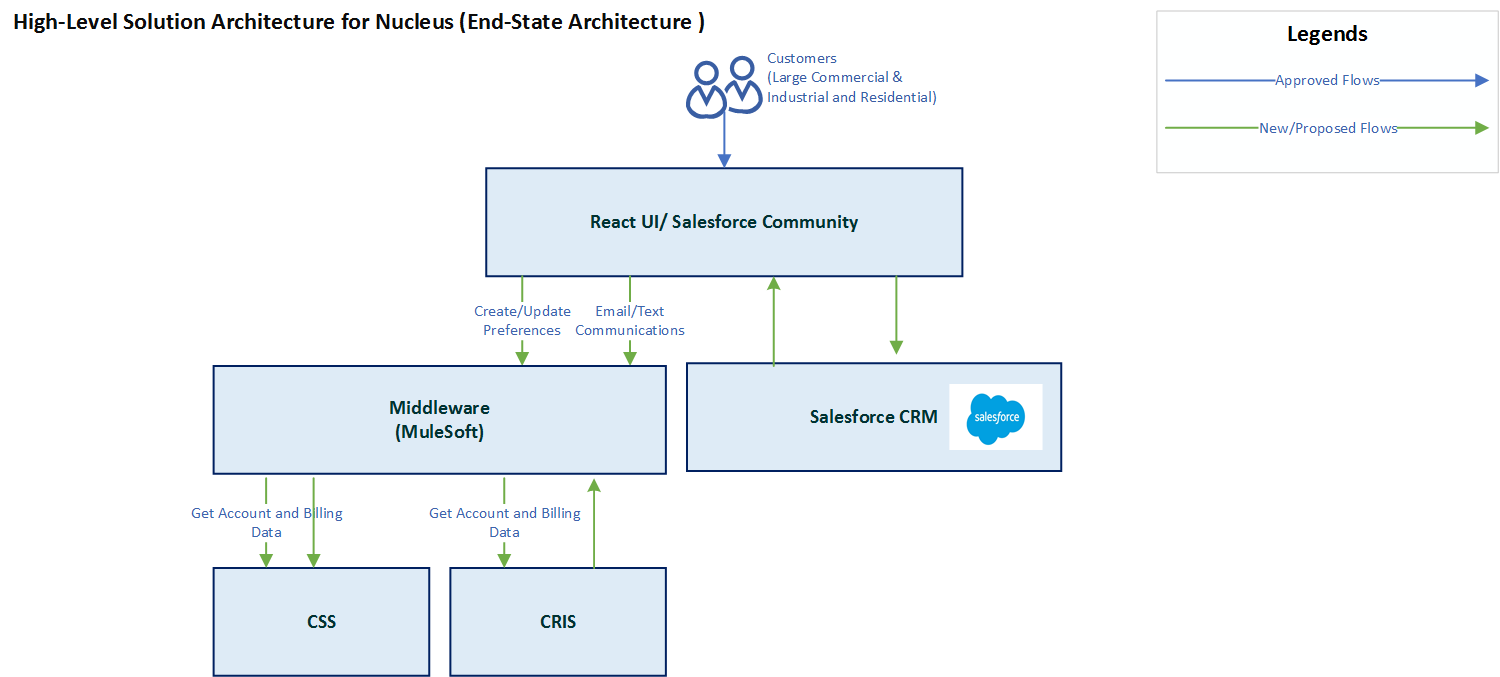 High-Level Solution Architecture for Nucleus (End-State Architecture )
Legends
Approved Flows
New/Proposed Flows
Customers
(Large Commercial &
Industrial and Residential)
React UI/ Salesforce Community
Create/Update
Preferences
Email/Text
Communications
Middleware
(MuleSoft)
Salesforce CRM
salesforce
Get Account and Billing
Data
Get Account and Billing
Data
CSS
CRIS